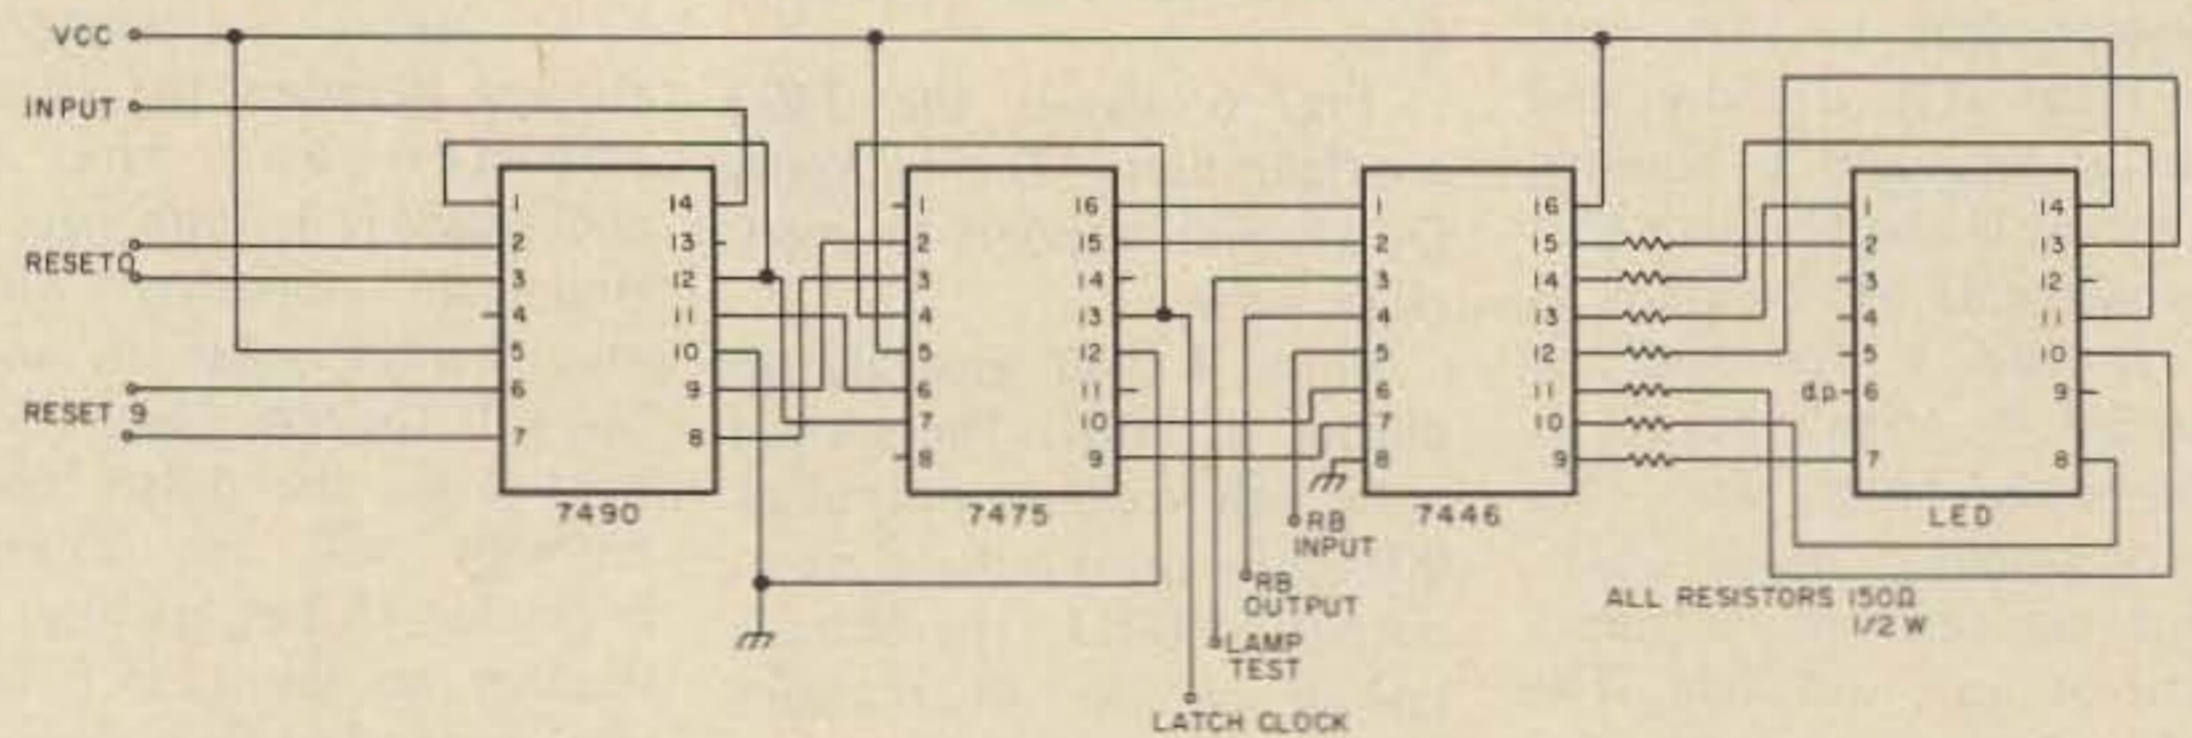 VCC
INPUT
RESET 0
RESET 9
1 14
2 13
3 12
4 11
5 10
6 9
7 8
7490
1 16
2 15
3 14
4 13
5 12
6 11
7 10
8 9
7475
1 16
2 15
3 14
4 13
5 12
6 11
7 10
8 9
7446
1 14
2 13
3 12
4 11
5 10
d.p. 6 9
7 8
LED
RB
INPUT
RB
OUTPUT
LAMP
TEST
LATCH CLOCK
ALL RESISTORS 150Ω
1/2 W